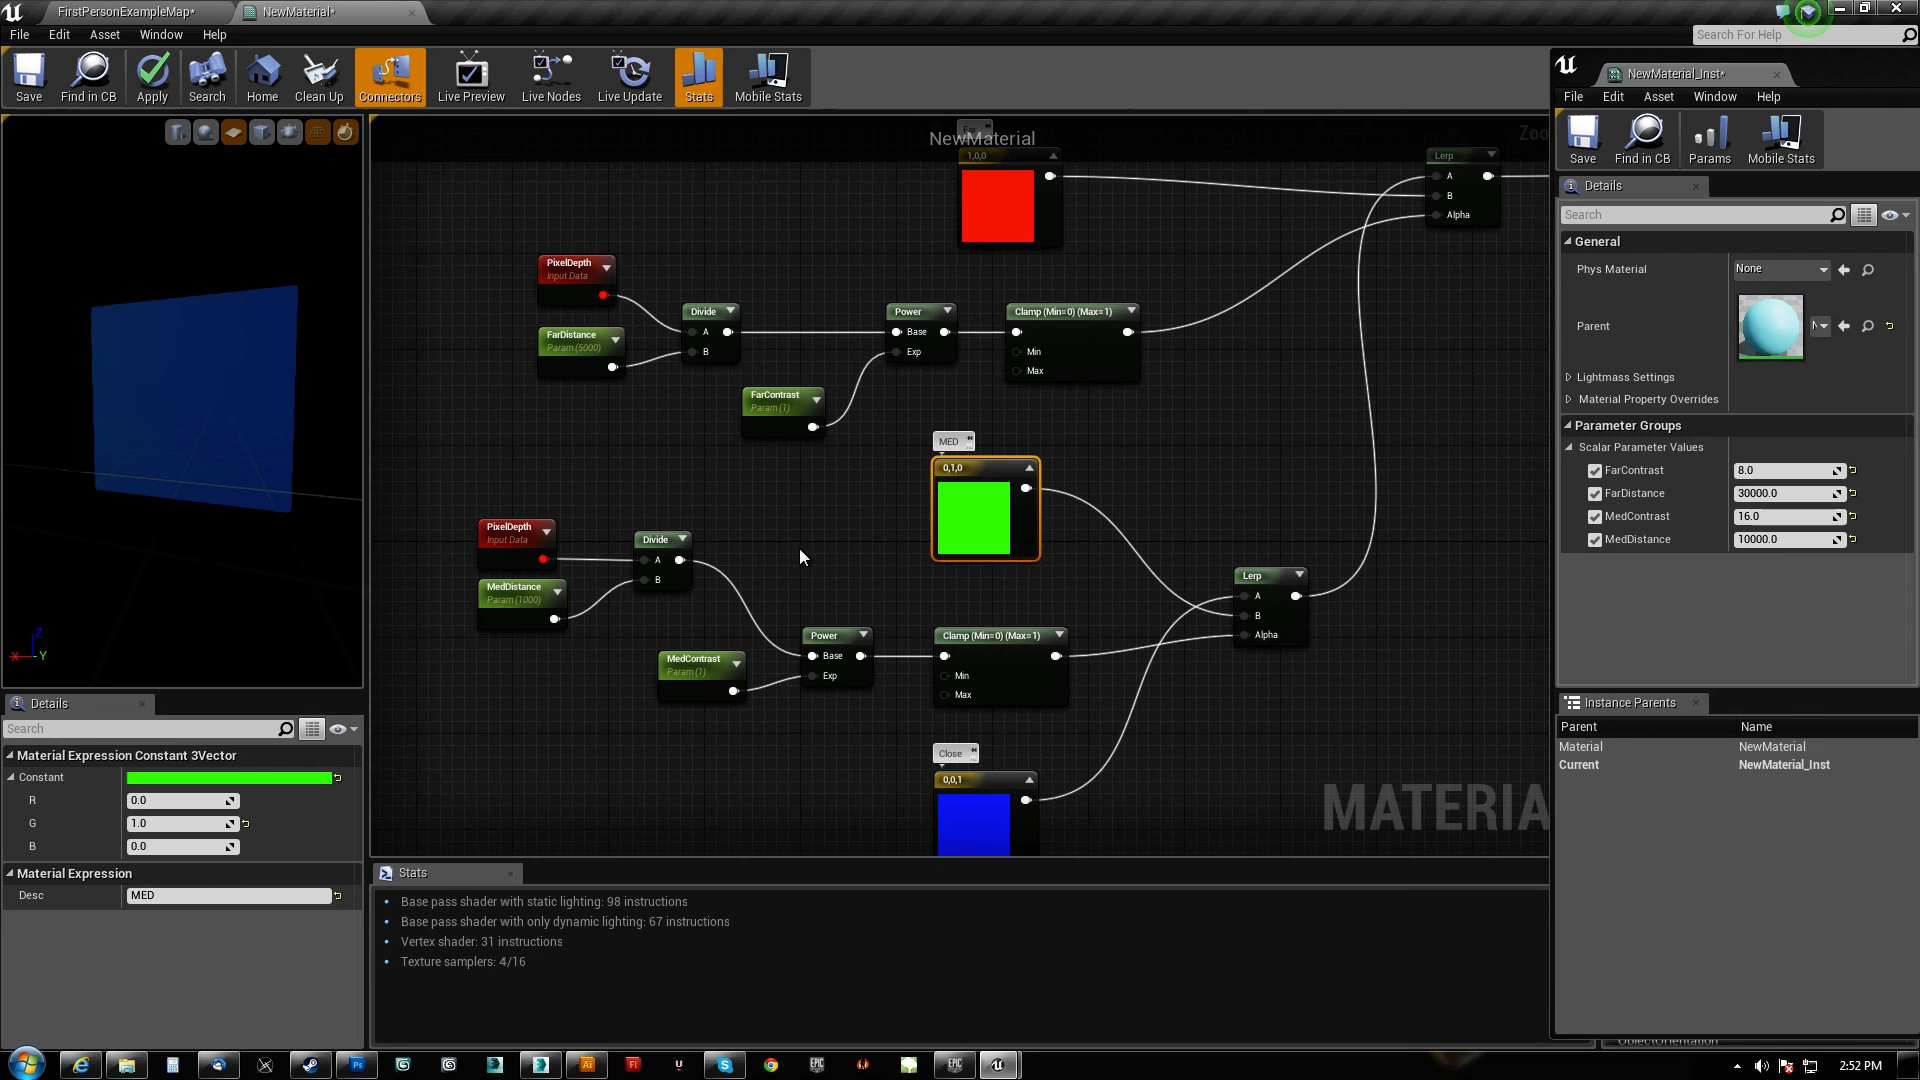 FirstPersonExampleMap*
NewMaterial*
File Edit Asset Window Help
Search For Help
Save Find in CB Apply Search Home Clean Up Connectors Live Preview Live Nodes Live Update Stats Mobile Stats
NewMaterial_Inst*
File Edit Asset Window Help
Save Find in CB Params Mobile Stats
NewMaterial
Zoo
1,0,0
Lerp
A
B
Alpha
PixelDepth
Input Data
FarDistance
Param (5000)
Divide
A
B
Power
Base
Exp
Clamp (Min=0) (Max=1)
Min
Max
FarContrast
Param (1)
MED
0,1,0
PixelDepth
Input Data
MedDistance
Param (1000)
Divide
A
B
MedContrast
Param (1)
Power
Base
Exp
Clamp (Min=0) (Max=1)
Min
Max
Lerp
A
B
Alpha
Close
0,0,1
MATERIA
Z
X
Y
Details
Search
Material Expression Constant 3Vector
Constant
R 0.0
G 1.0
B 0.0
Material Expression
Desc MED
Stats
• Base pass shader with static lighting: 98 instructions
• Base pass shader with only dynamic lighting: 67 instructions
• Vertex shader: 31 instructions
• Texture samplers: 4/16
Details
Search
General
Phys Material None
Parent
Lightmass Settings
Material Property Overrides
Parameter Groups
Scalar Parameter Values
FarContrast 8.0
FarDistance 30000.0
MedContrast 16.0
MedDistance 10000.0
Instance Parents
Parent Name
Material NewMaterial
Current NewMaterial_Inst
ObjectOrientation
Ps
Ai
Fl
EPIC
EPIC
2:52 PM